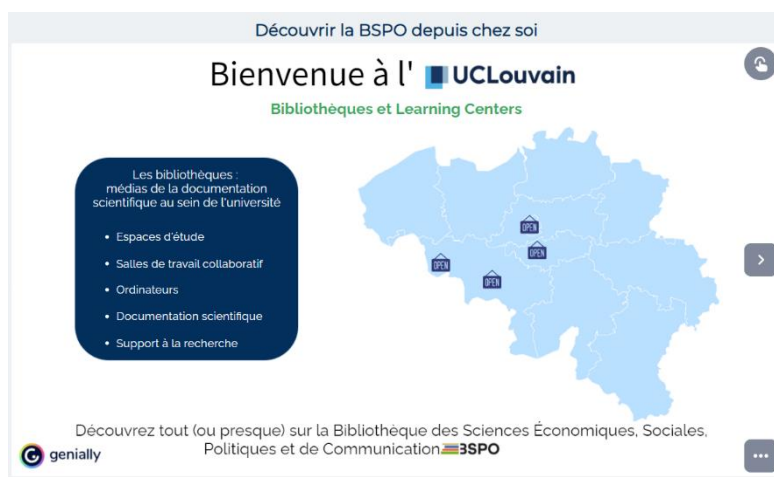 Découvrir la BSPO depuis chez soi
Bienvenue à l' UCLouvain
Bibliothèques et Learning Centers
Les bibliothèques :
médias de la documentation
scientifique au sein de l'université
• Espaces d'étude
• Salles de travail collaboratif
• Ordinateurs
• Documentation scientifique
• Support à la recherche
OPEN
OPEN
OPEN
OPEN
Découvrez tout (ou presque) sur la Bibliothèque des Sciences Économiques, Sociales,
Politiques et de Communication BSPO
genially